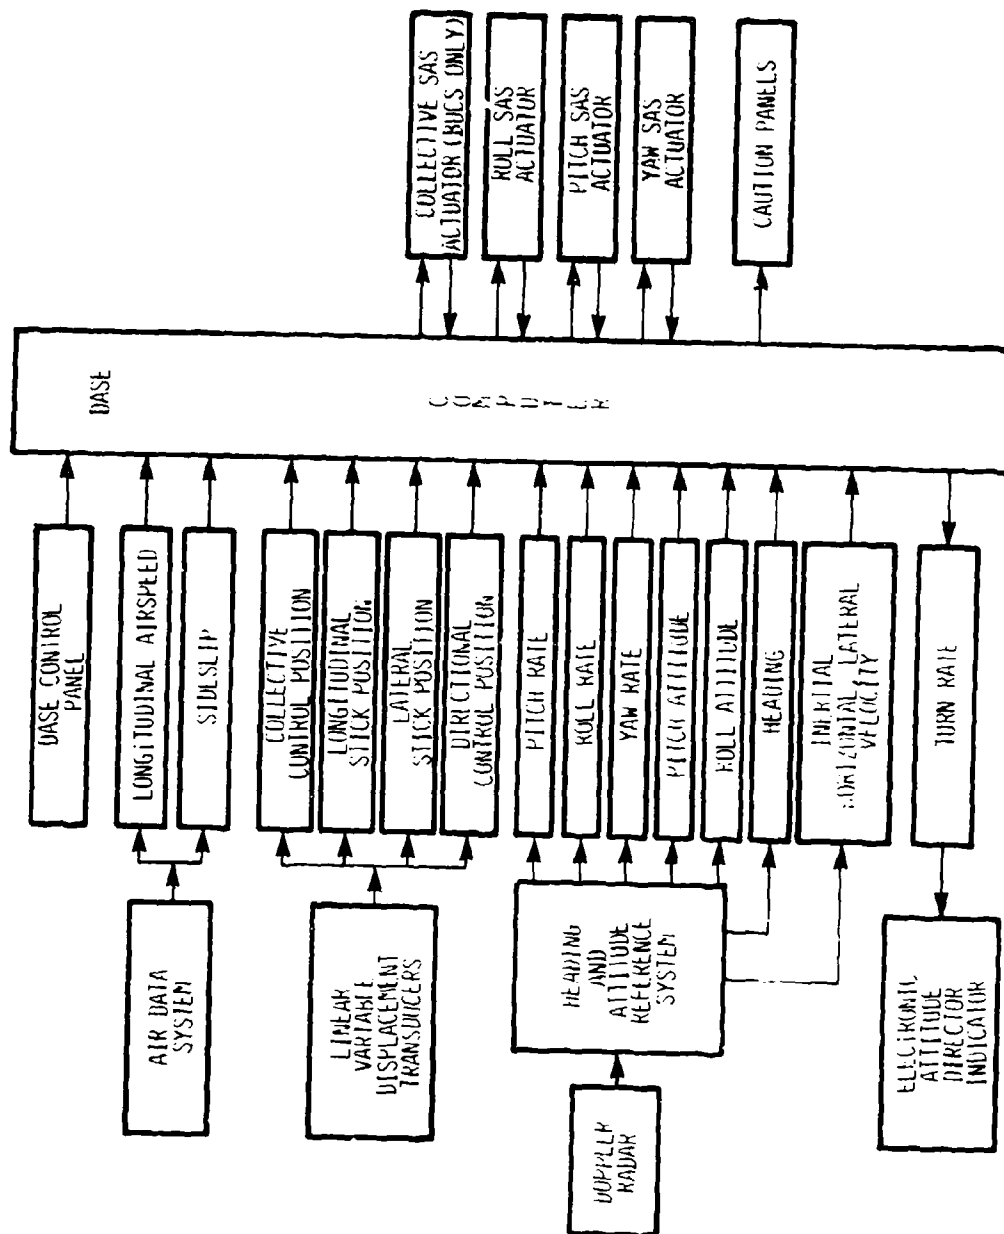 DASE CONTROL
PANEL
AIR DATA
SYSTEM
LONGITUDINAL AIRSPEED
SIDESLIP
LINEAR
VARIABLE
DISPLACEMENT
TRANSDUCERS
COLLECTIVE
CONTROL POSITION
LONGITUDINAL
STICK POSITION
LATERAL
STICK POSITION
DIRECTIONAL
CONTROL POSITION
DOPPLER
RADAR
HEADING
AND
ATTITUDE
REFERENCE
SYSTEM
PITCH RATE
ROLL RATE
YAW RATE
PITCH ATTITUDE
ROLL ATTITUDE
HEADING
INERTIAL
HORIZONTAL LATERAL
VELOCITY
ELECTRONIC
ATTITUDE
DIRECTOR
INDICATOR
TURN RATE
DASE
COMPUTER
COLLECTIVE SAS
ACTUATOR (BUCS ONLY)
ROLL SAS
ACTUATOR
PITCH SAS
ACTUATOR
YAW SAS
ACTUATOR
CAUTION PANELS